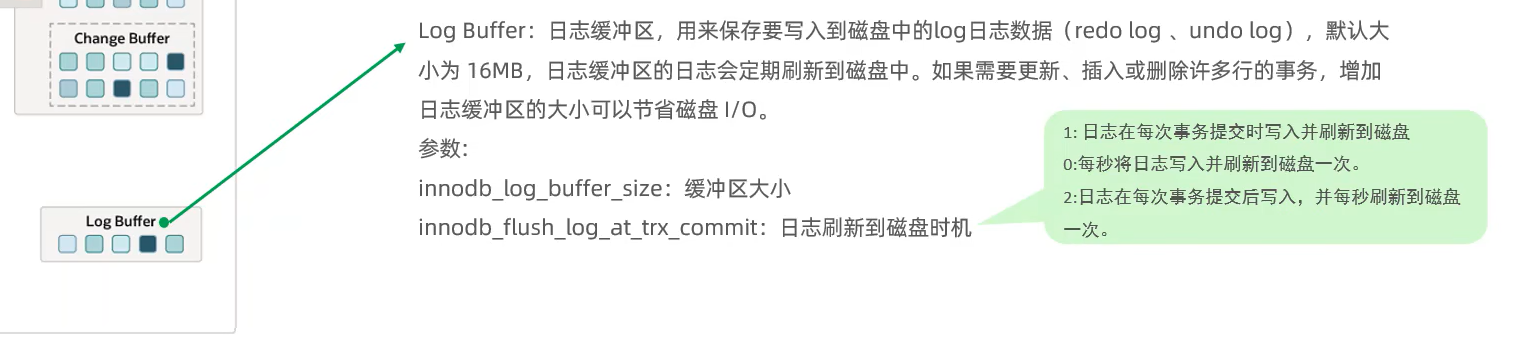 Change Buffer
Log Buffer
Log Buffer：日志缓冲区，用来保存要写入到磁盘中的log日志数据（redo log 、undo log），默认大
小为 16MB，日志缓冲区的日志会定期刷新到磁盘中。如果需要更新、插入或删除许多行的事务，增加
日志缓冲区的大小可以节省磁盘 I/O。
参数：
innodb_log_buffer_size：缓冲区大小
innodb_flush_log_at_trx_commit：日志刷新到磁盘时机
1: 日志在每次事务提交时写入并刷新到磁盘
0:每秒将日志写入并刷新到磁盘一次。
2:日志在每次事务提交后写入，并每秒刷新到磁盘
一次。